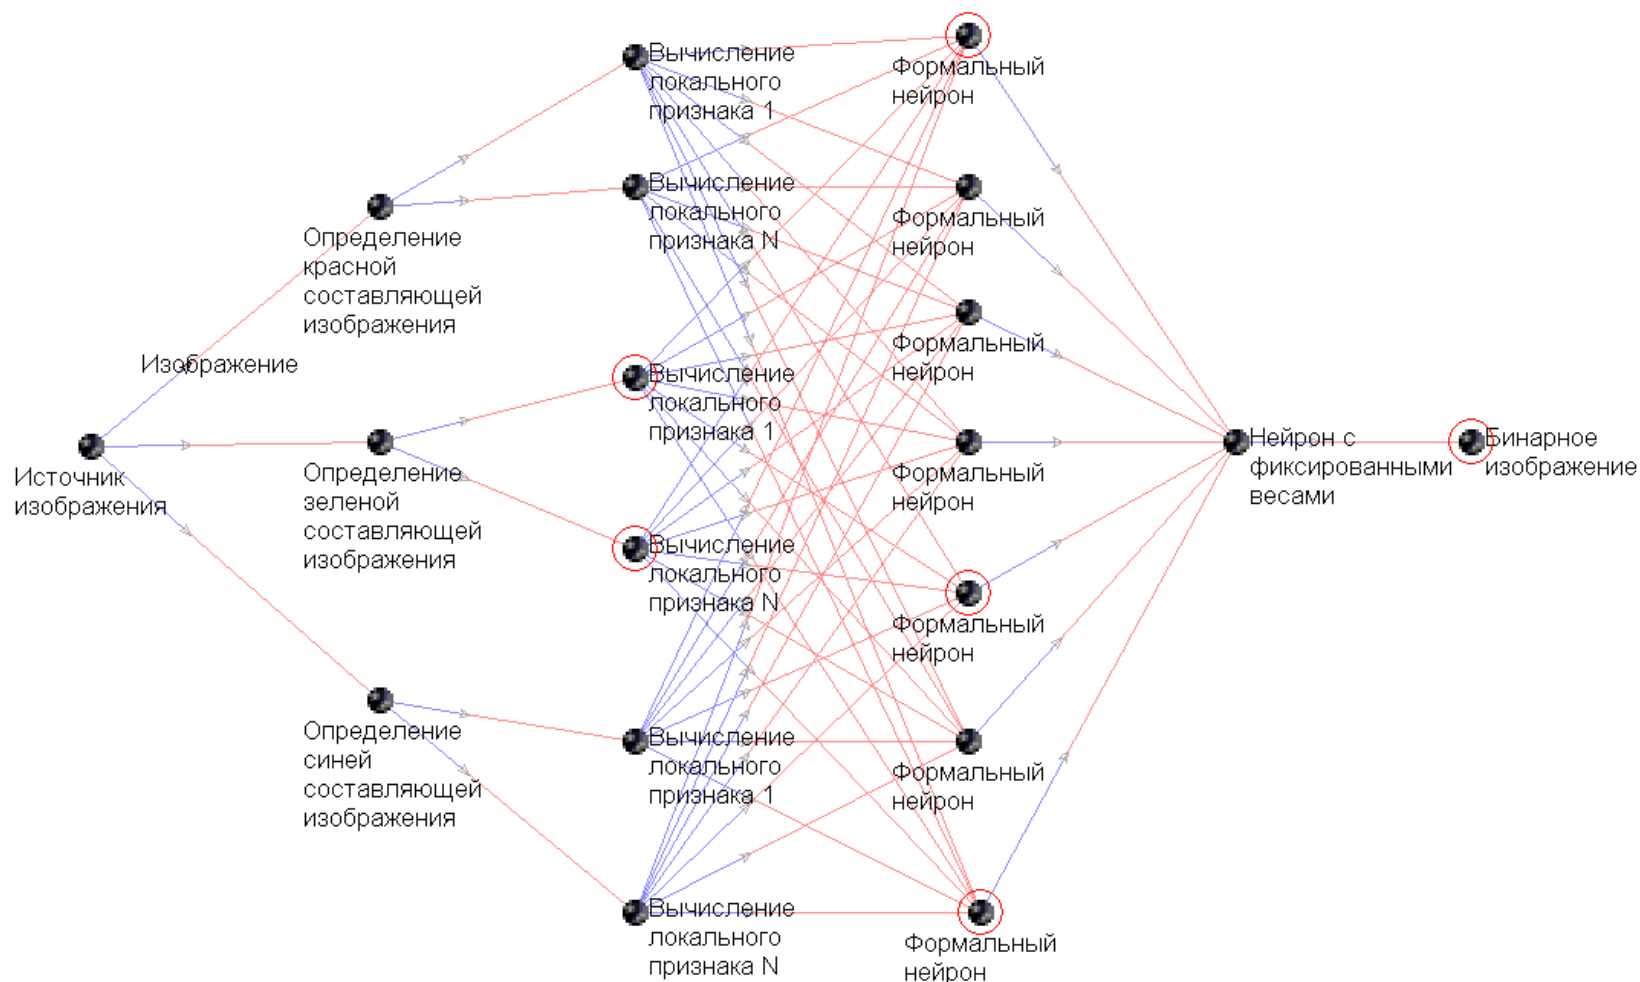 Изображение
Источник
изображения
Определение
красной
составляющей
изображения
Определение
зеленой
составляющей
изображения
Определение
синей
составляющей
изображения
Вычисление
локального
признака 1
Вычисление
локального
признака N
Вычисление
локального
признака 1
Вычисление
локального
признака N
Вычисление
локального
признака 1
Вычисление
локального
признака N
Формальный
нейрон
Формальный
нейрон
Формальный
нейрон
Формальный
нейрон
Формальный
нейрон
Формальный
нейрон
Формальный
нейрон
Нейрон с
фиксированными
весами
Бинарное
изображение